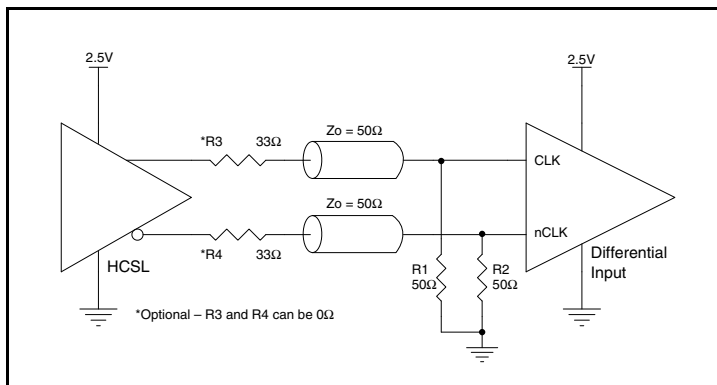 2.5V
2.5V
*R3 33Ω
Zo = 50Ω
CLK
Zo = 50Ω
nCLK
*R4 33Ω
HCSL
R1
50Ω
R2
50Ω
Differential
Input
*Optional – R3 and R4 can be 0Ω